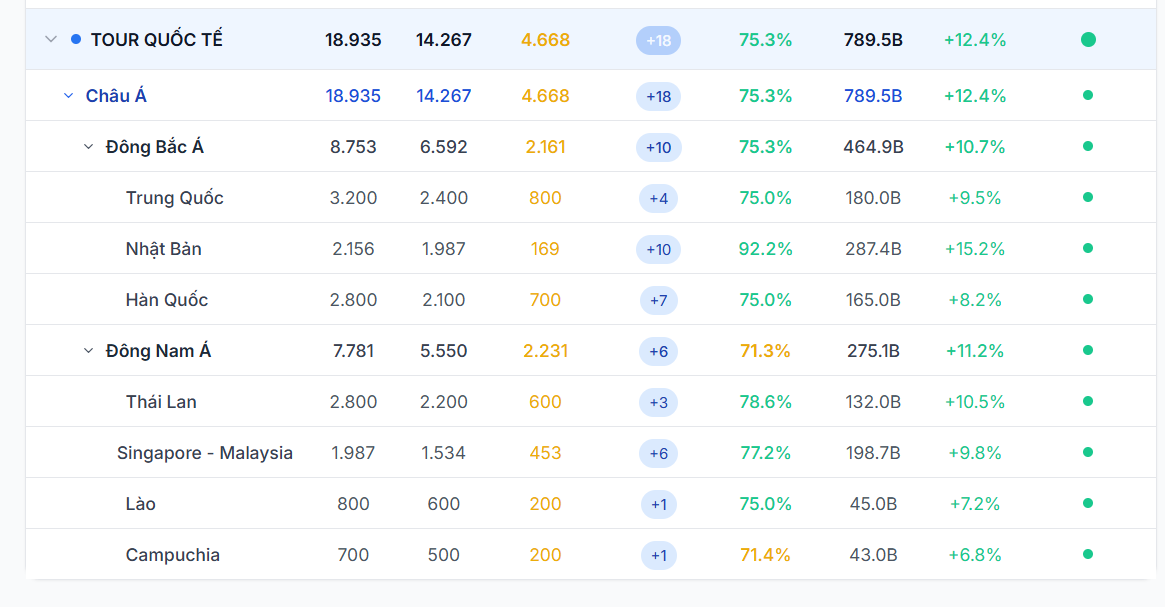 TOUR QUỐC TẾ 18.935 14.267 4.668 +18 75.3% 789.5B +12.4%
Châu Á 18.935 14.267 4.668 +18 75.3% 789.5B +12.4%
Đông Bắc Á 8.753 6.592 2.161 +10 75.3% 464.9B +10.7%
Trung Quốc 3.200 2.400 800 +4 75.0% 180.0B +9.5%
Nhật Bản 2.156 1.987 169 +10 92.2% 287.4B +15.2%
Hàn Quốc 2.800 2.100 700 +7 75.0% 165.0B +8.2%
Đông Nam Á 7.781 5.550 2.231 +6 71.3% 275.1B +11.2%
Thái Lan 2.800 2.200 600 +3 78.6% 132.0B +10.5%
Singapore - Malaysia 1.987 1.534 453 +6 77.2% 198.7B +9.8%
Lào 800 600 200 +1 75.0% 45.0B +7.2%
Campuchia 700 500 200 +1 71.4% 43.0B +6.8%